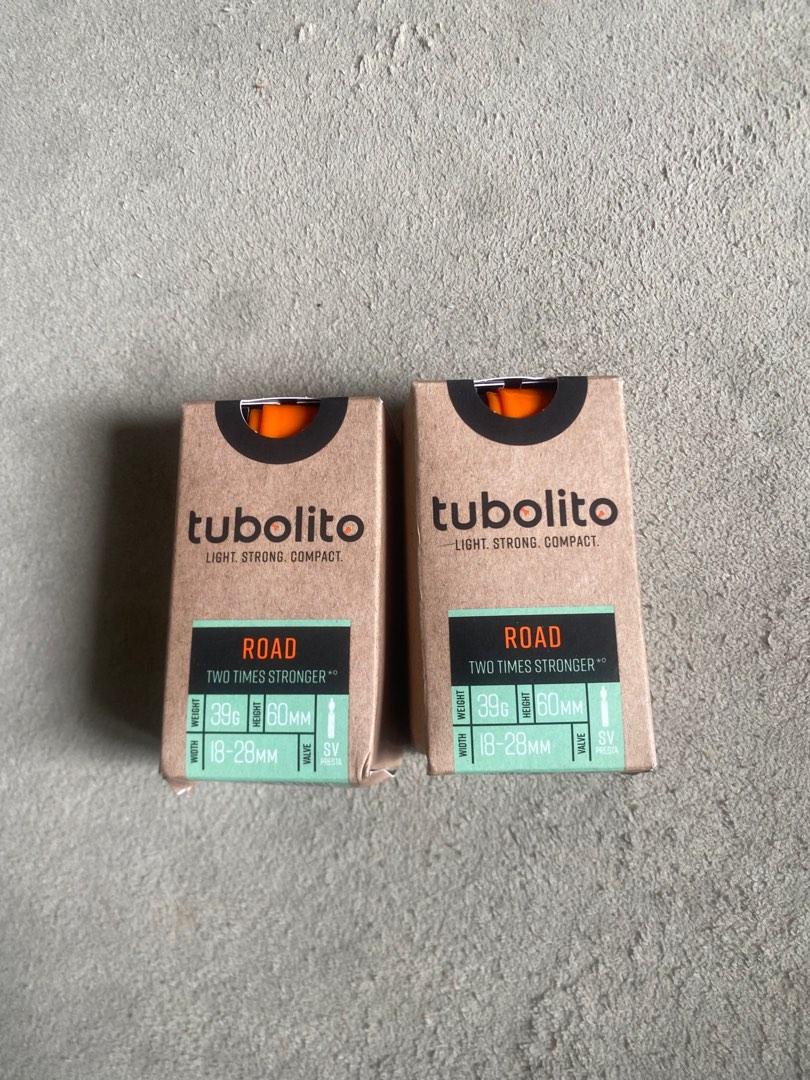 tubolito
LIGHT. STRONG. COMPACT.
ROAD
TWO TIMES STRONGER*°
WEIGHT 39G HEIGHT 60MM
WIDTH 18-28MM VALVE SV
PRESTA
tubolito
LIGHT. STRONG. COMPACT.
ROAD
TWO TIMES STRONGER*°
WEIGHT 39G HEIGHT 60MM
WIDTH 18-28MM VALVE SV
PRESTA